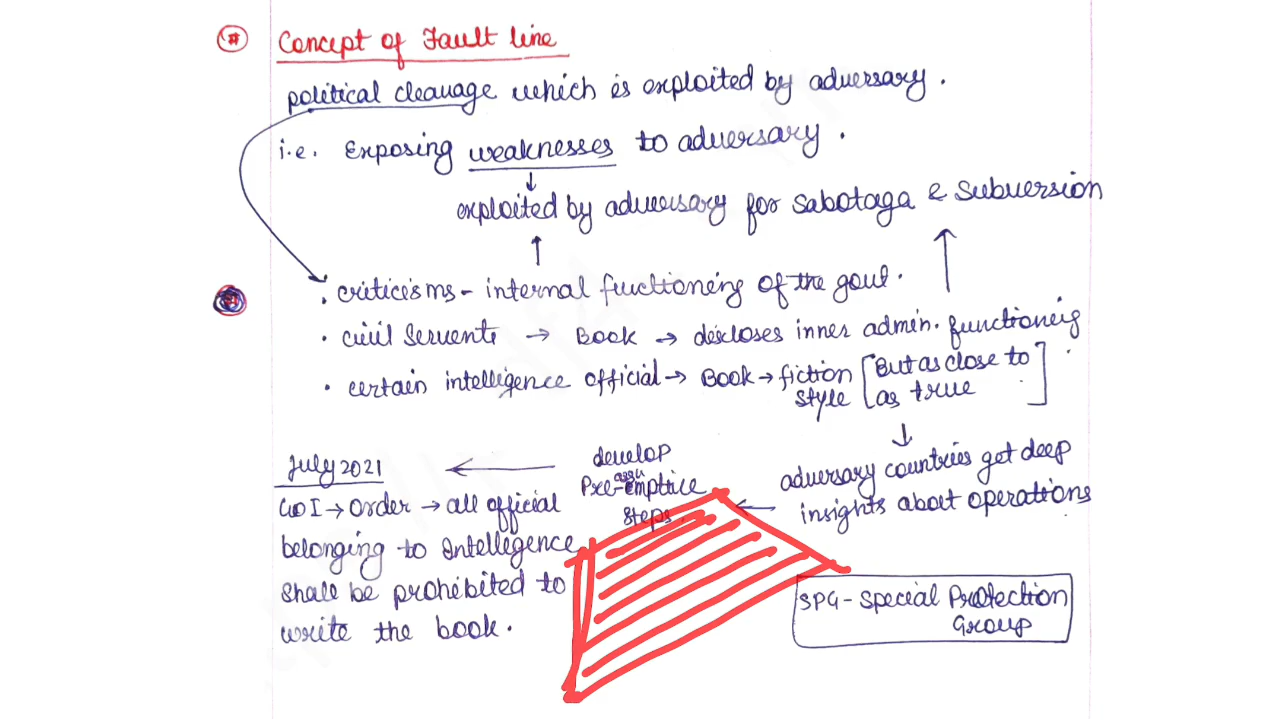 # Concept of Fault line
political cleavage which is exploited by adversary.
i.e. Exposing weaknesses to adversary.
↓
exploited by adversary for Sabotaga & Subversion
↑ ↑
• criticisms - internal functioning of the govt.
• civil Servents → Book → discloses inner admin. functioning.
• certain intelligence official → Book → fiction style [But as close to as true]
↓
adversary countries get deep
insights about operations
←
develop
Pre-emptive
Steps
←
July 2021
GOI → Order → all official
belonging to Intellegence
Shall be prohibited to
write the book.
SPG - Special Protection
Group